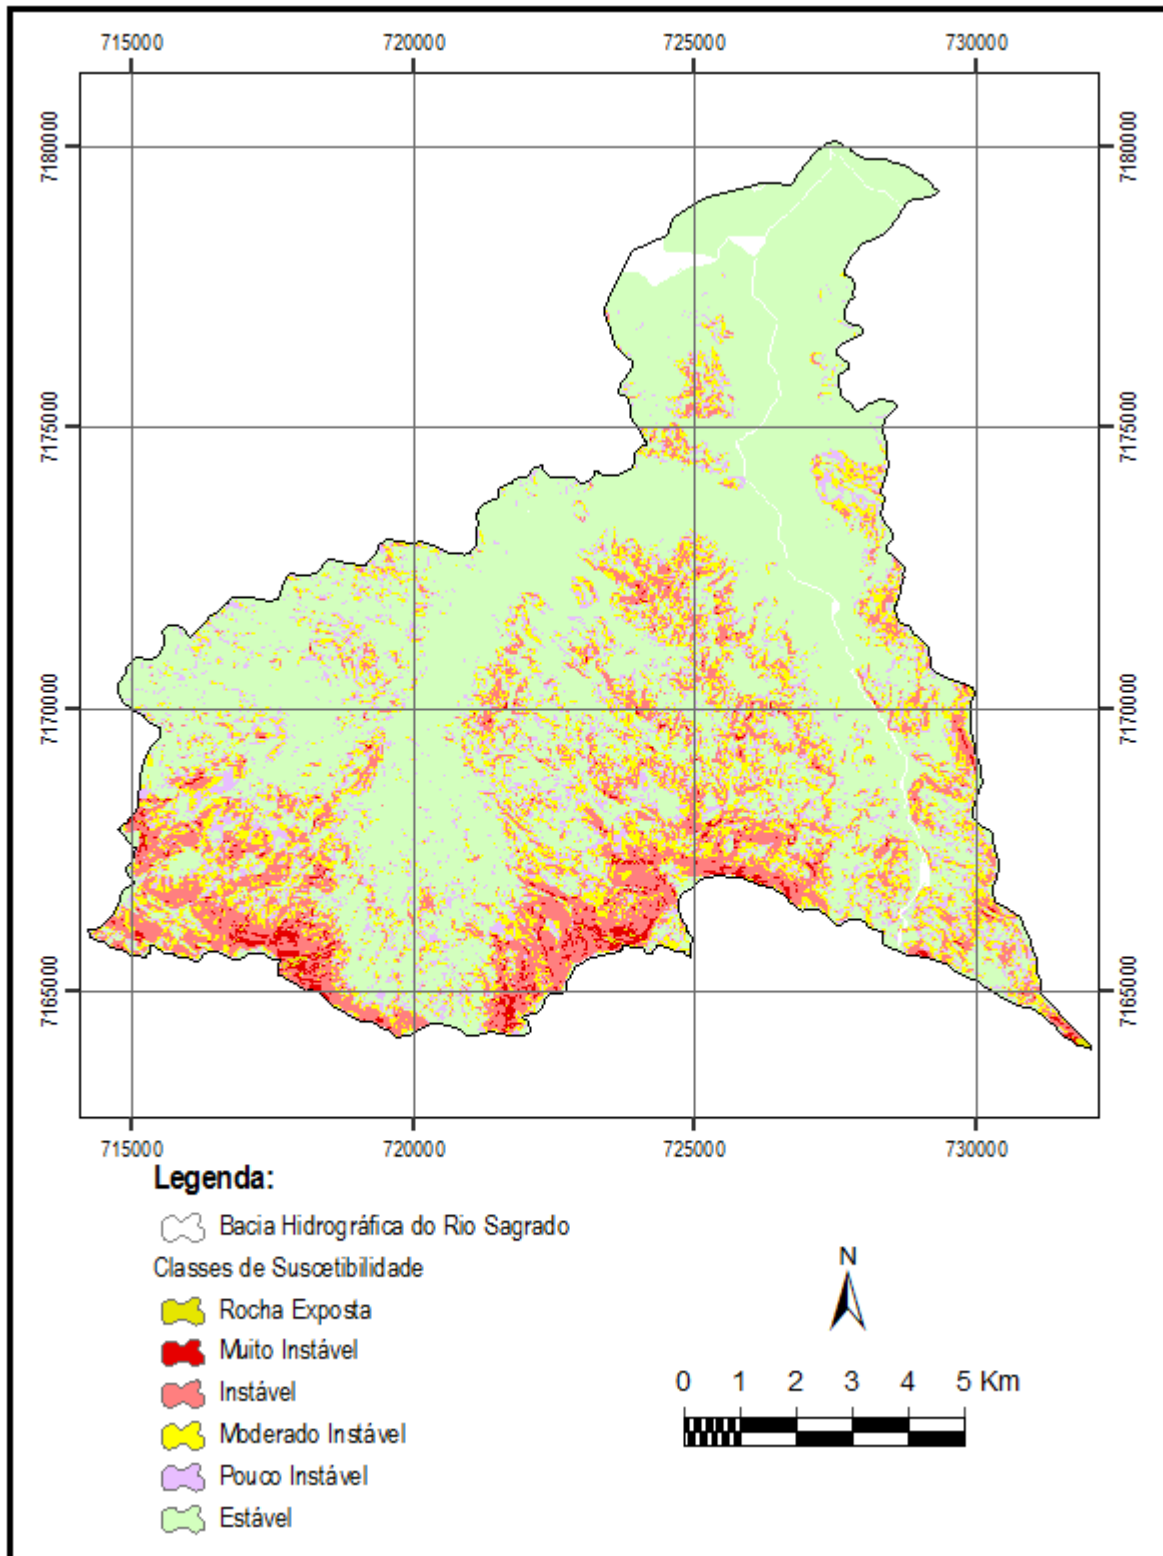 715000 720000 725000 730000
7180000 7180000
7175000 7175000
7170000 7170000
7165000 7165000
715000 720000 725000 730000
Legenda:
Bacia Hidrográfica do Rio Sagrado
Classes de Suscetibilidade
Rocha Exposta
Muito Instável
Instável
Moderado Instável
Pouco Instável
Estável
N
0 1 2 3 4 5 Km